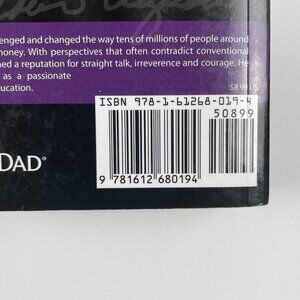 enged and changed the way tens of millions of people around
money. With perspectives that often contradict conventional
ned a reputation for straight talk, irreverence and courage. He
as a passionate
ucation.
$8.99 US
ISBN 978-1-61268-019-4
50899
DAD®
9 781612 680194